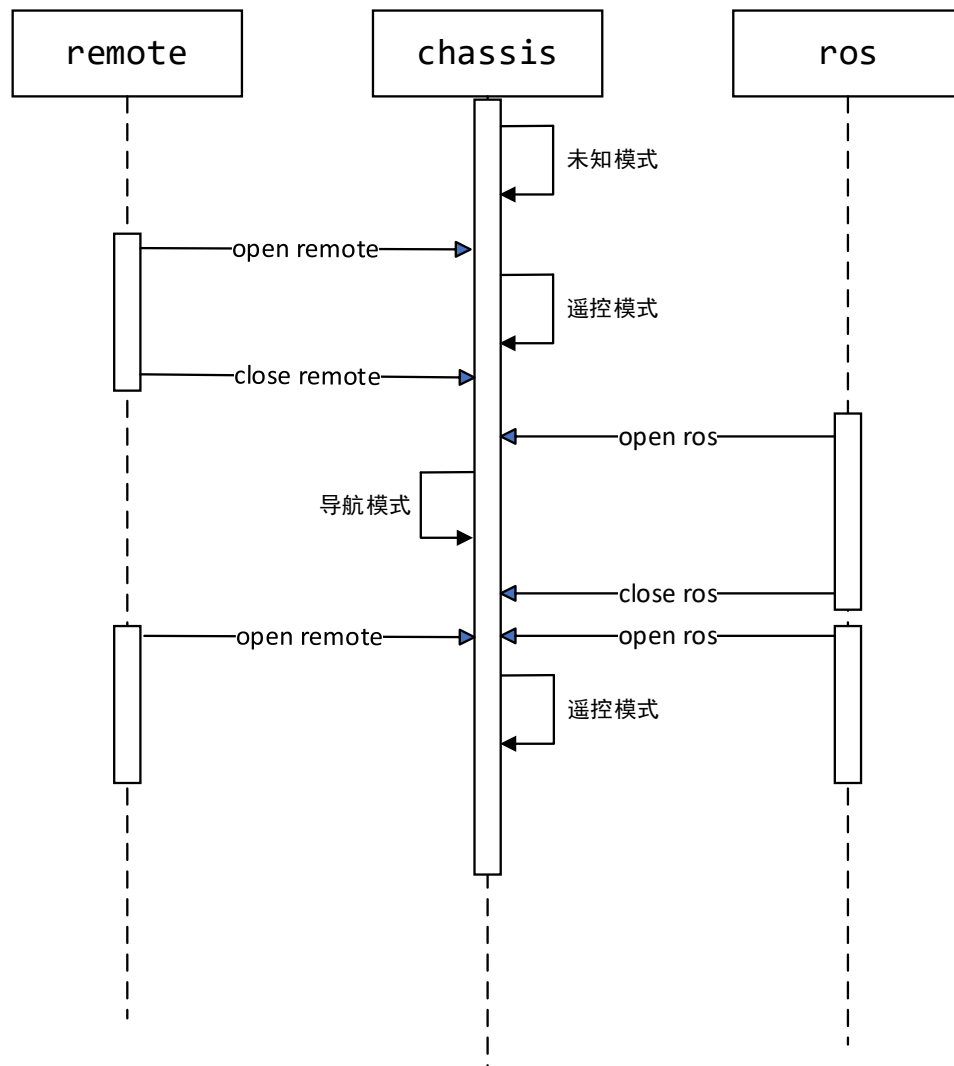 remote
chassis
ros
未知模式
open remote
遥控模式
close remote
open ros
导航模式
close ros
open remote
open ros
遥控模式